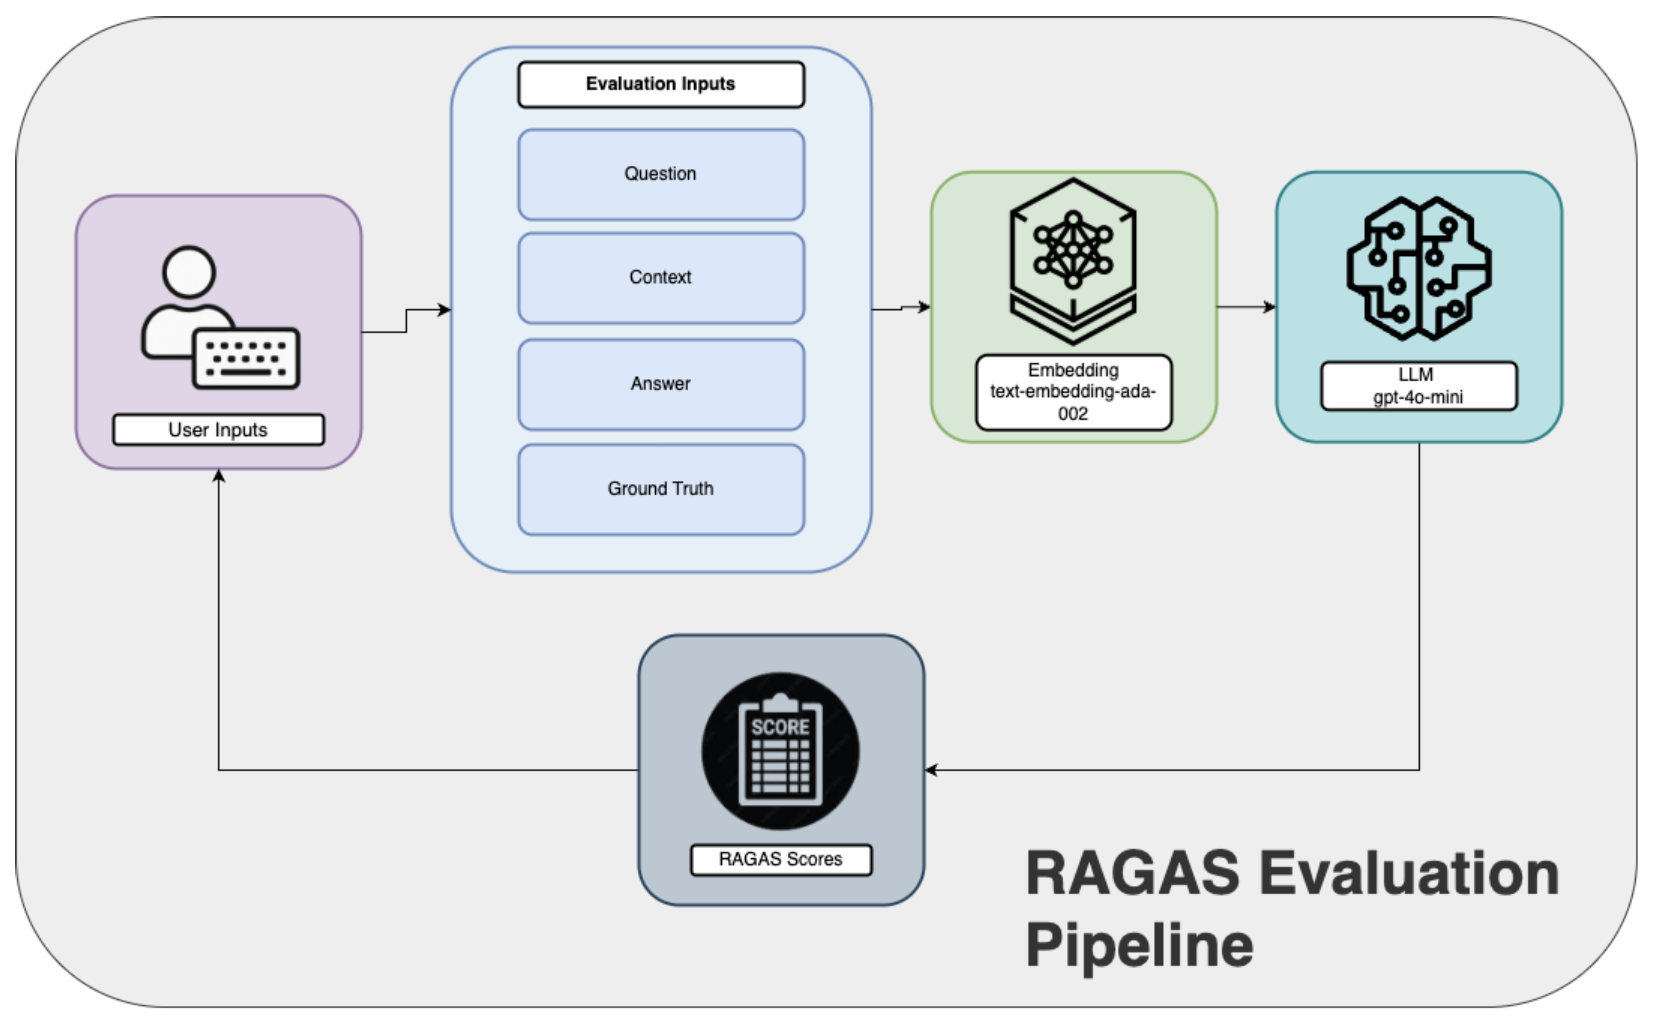 Evaluation Inputs
Question
Context
Answer
Ground Truth
User Inputs
Embedding
text-embedding-ada-
002
LLM
gpt-4o-mini
SCORE
RAGAS Scores
RAGAS Evaluation
Pipeline